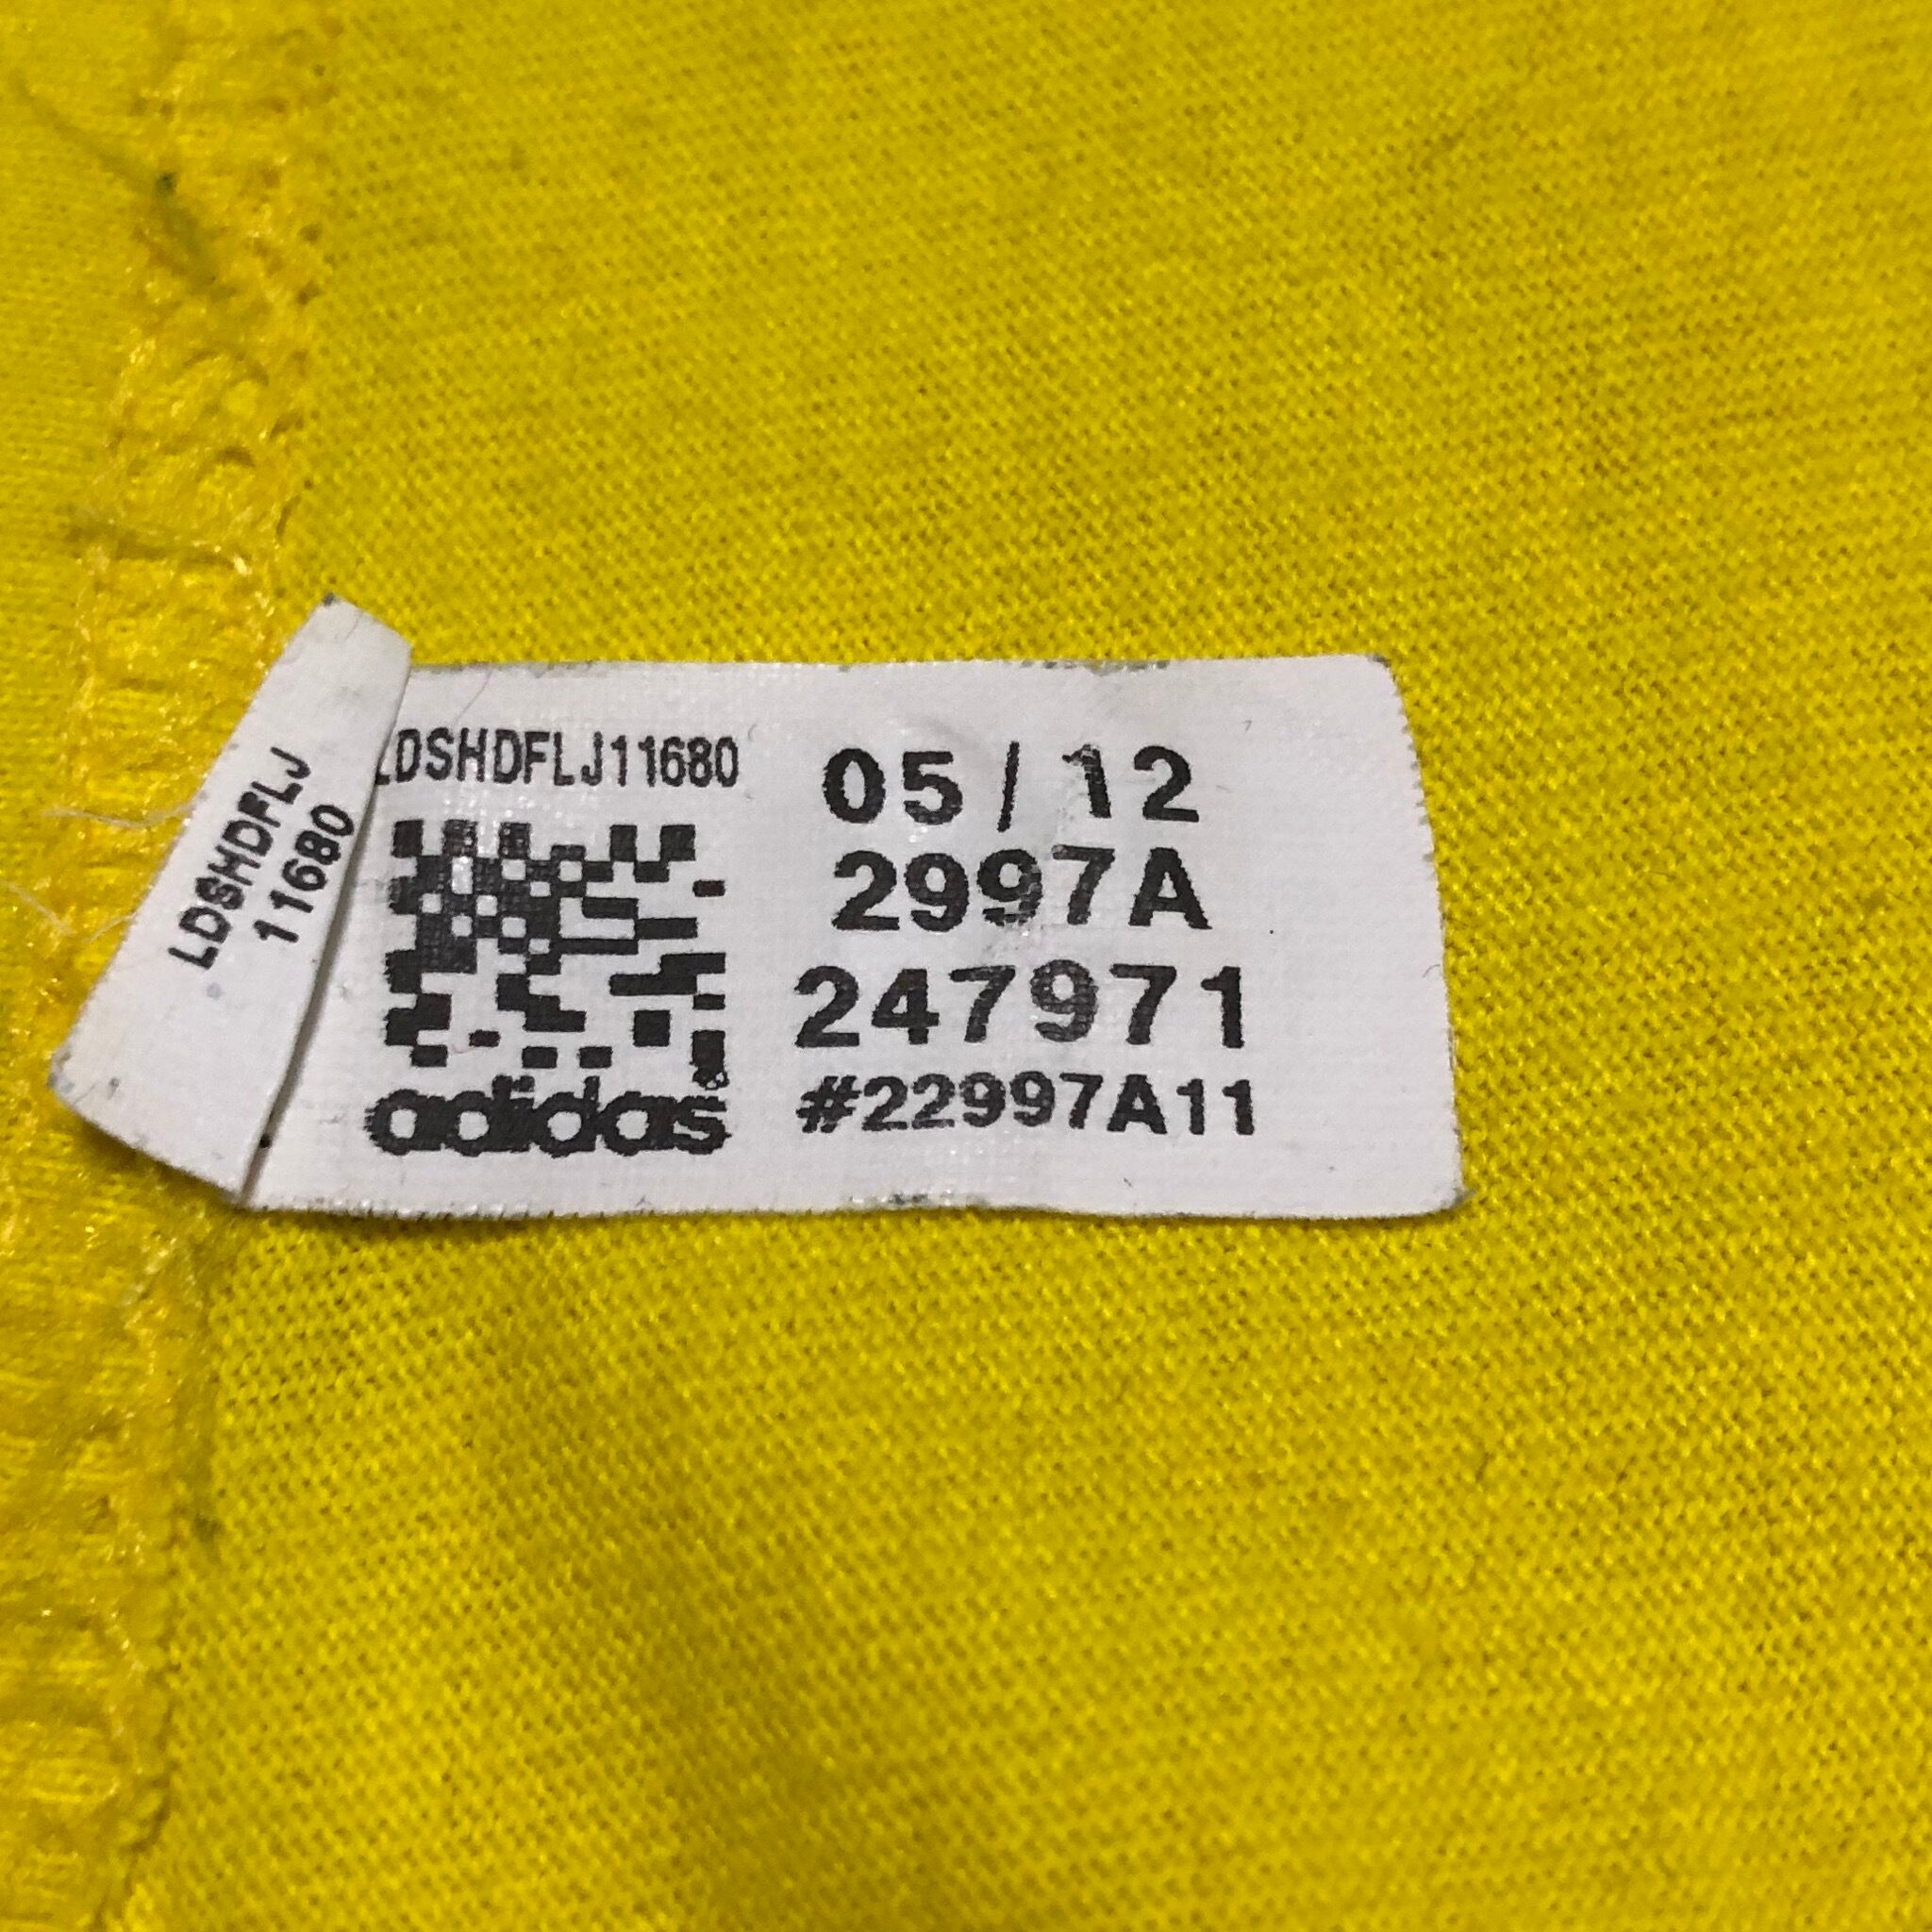 LDSHDFLJ
11680
LDSHDFLJ11680
adidas
05/12
2997A
247971
#22997A11